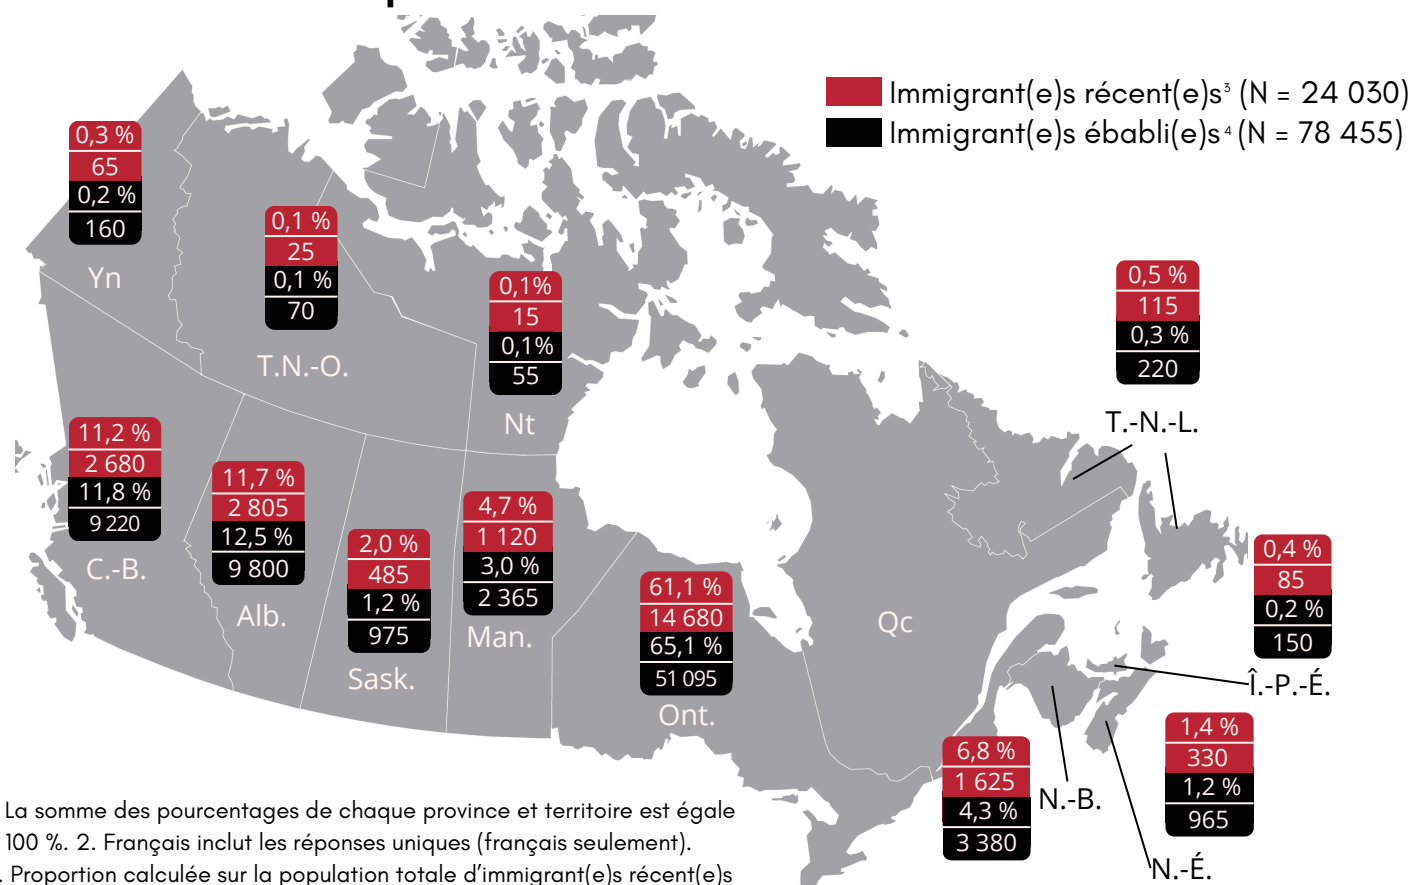 Immigrant(e)s récent(e)s³ (N = 24 030)
Immigrant(e)s ébabli(e)s⁴ (N = 78 455)
0,3 %
65
0,2 %
160
Yn
0,1 %
25
0,1 %
70
T.N.-O.
0,1%
15
0,1%
55
Nt
0,5 %
115
0,3 %
220
T.-N.-L.
11,2 %
2 680
11,8 %
9 220
C.-B.
11,7 %
2 805
12,5 %
9 800
Alb.
2,0 %
485
1,2 %
975
Sask.
4,7 %
1 120
3,0 %
2 365
Man.
61,1 %
14 680
65,1 %
51 095
Ont.
Qc
0,4 %
85
0,2 %
150
Î.-P.-É.
6,8 %
1 625
4,3 %
3 380
N.-B.
1,4 %
330
1,2 %
965
N.-É.
La somme des pourcentages de chaque province et territoire est égale
100 %. 2. Français inclut les réponses uniques (français seulement).
. Proportion calculée sur la population totale d'immigrant(e)s récent(e)s